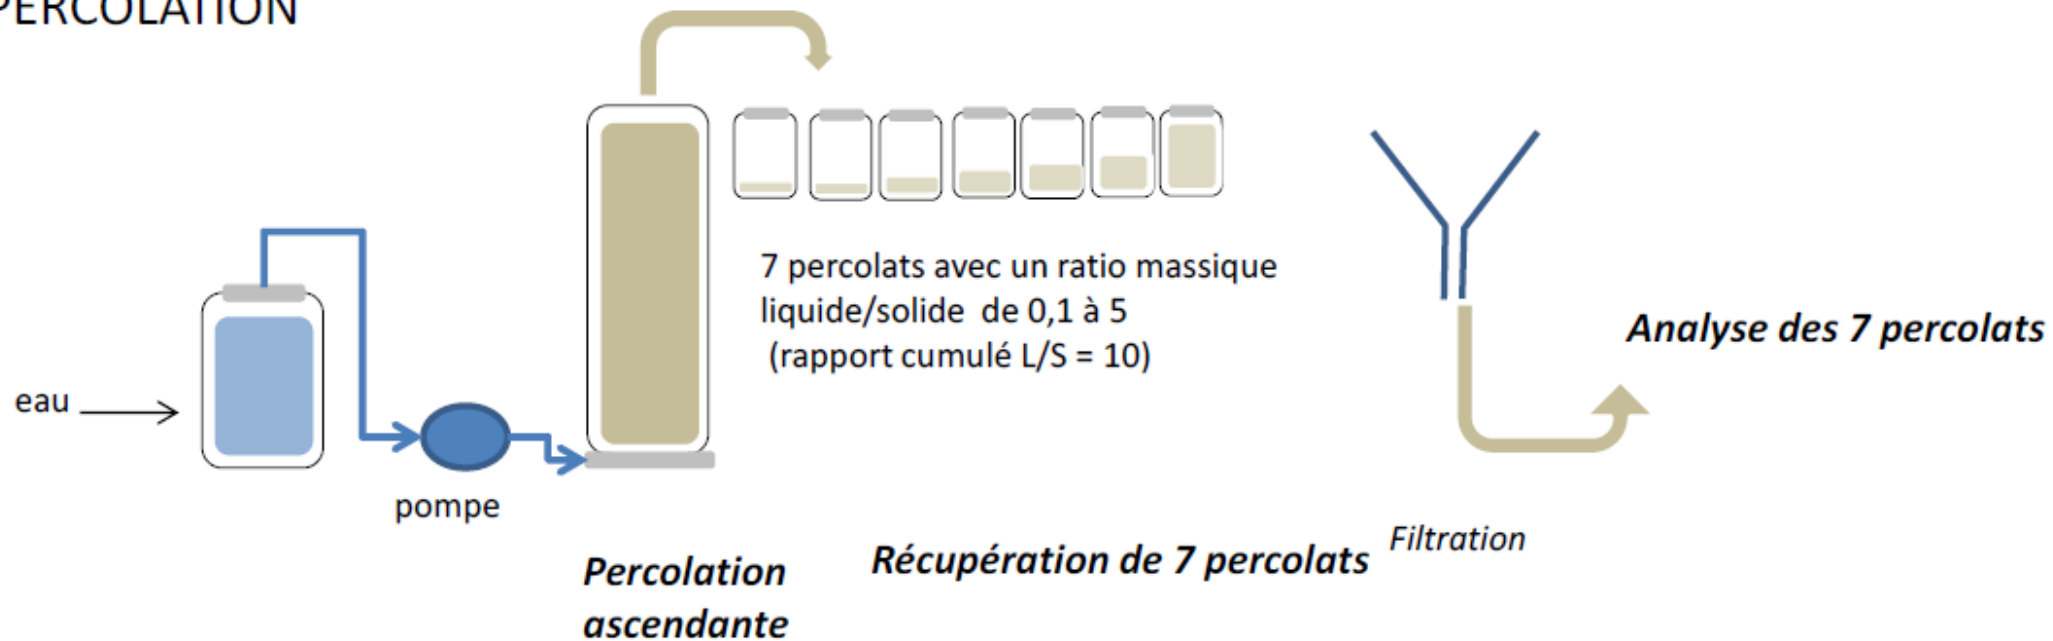 PERCOLATION
7 percolats avec un ratio massique
liquide/solide de 0,1 à 5
(rapport cumulé L/S = 10)
Analyse des 7 percolats
eau
pompe
Filtration
Récupération de 7 percolats
Percolation
ascendante